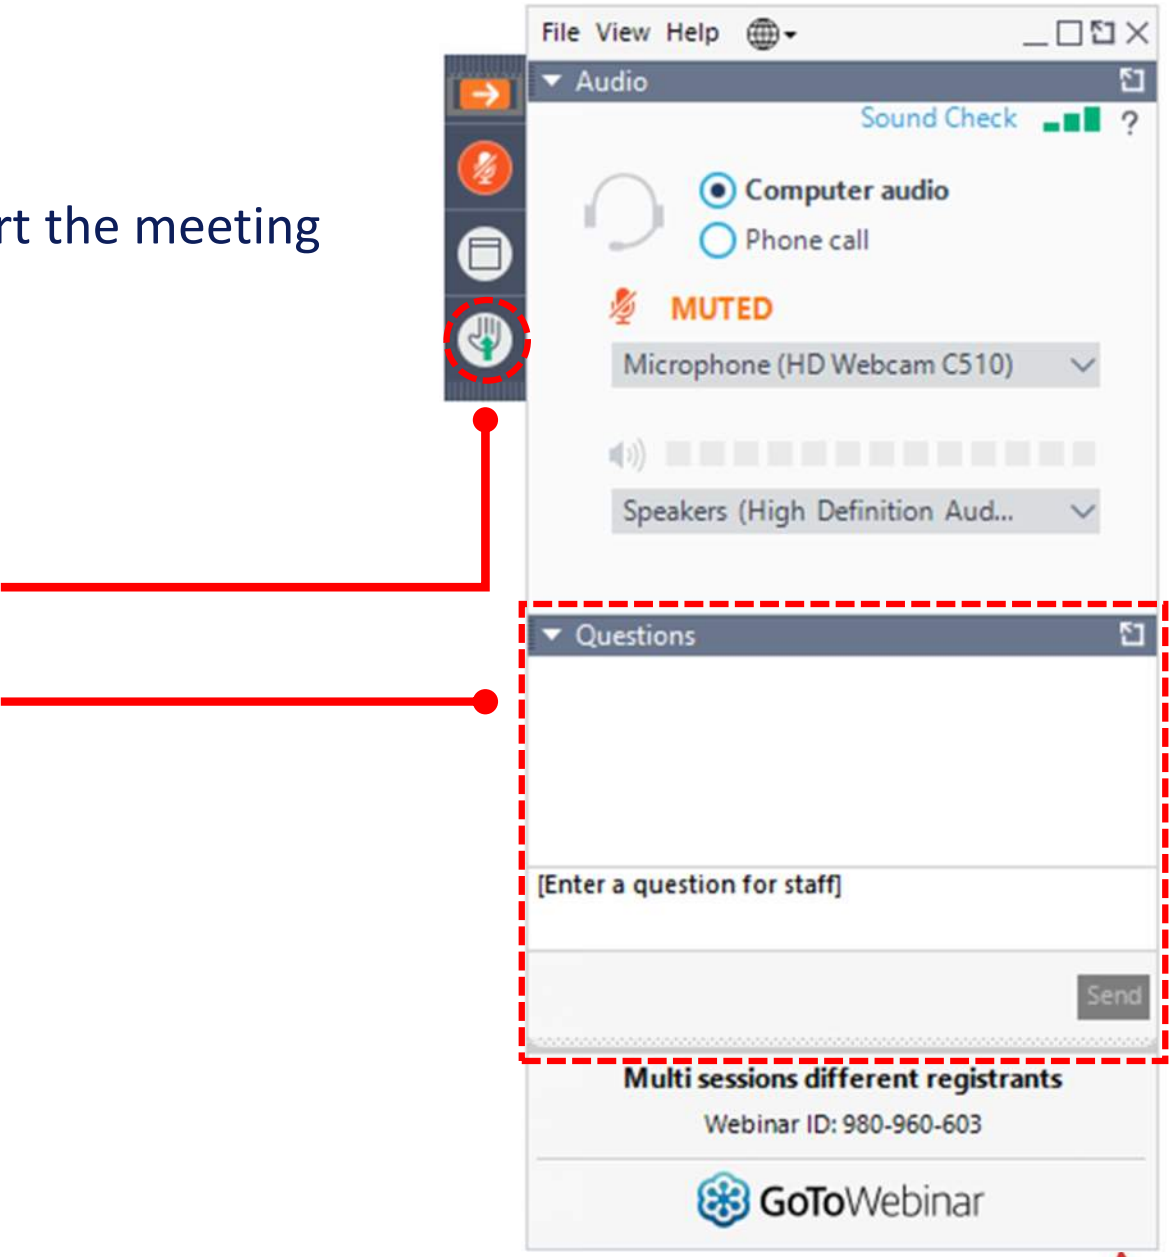 File View Help
Audio
Sound Check ?
Computer audio
rt the meeting
Phone call
MUTED
Microphone (HD Webcam C510)
Speakers (High Definition Aud...
Questions
[Enter a question for staff]
Send
Multi sessions different registrants
Webinar ID: 980-960-603
GoToWebinar